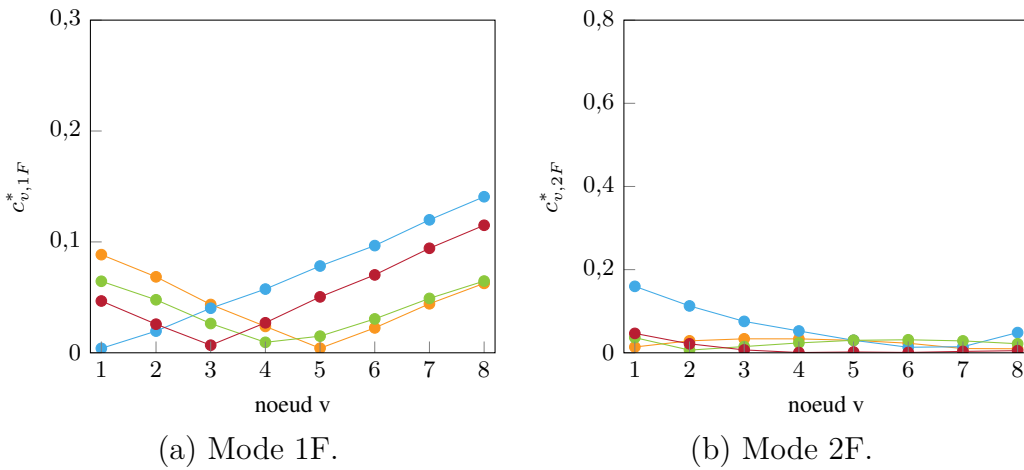 0,3
0,2
0,1
0
c*v,1F
1 2 3 4 5 6 7 8
noeud v
(a) Mode 1F.
0,8
0,6
0,4
0,2
0
c*v,2F
1 2 3 4 5 6 7 8
noeud v
(b) Mode 2F.